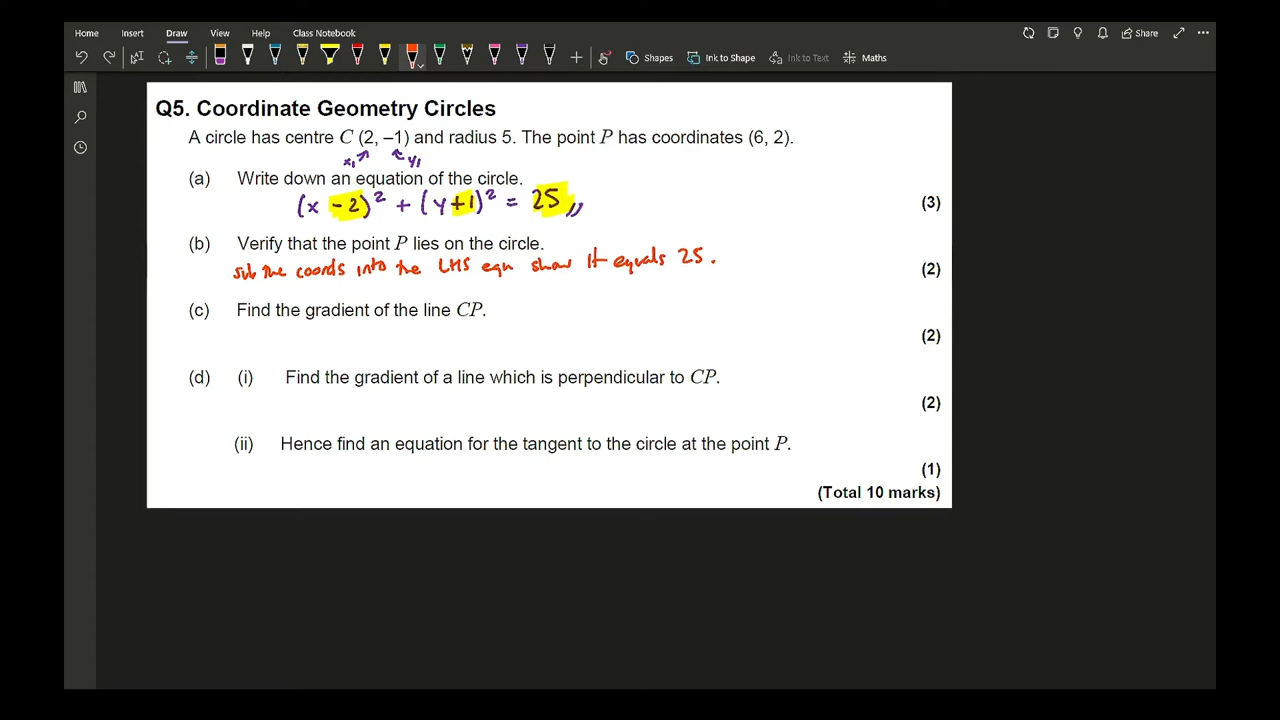 Home Insert Draw View Help Class Notebook
Share
Shapes Ink to Shape Ink to Text Maths
Q5. Coordinate Geometry Circles
A circle has centre C (2, –1) and radius 5. The point P has coordinates (6, 2).
x₁ y₁
(a) Write down an equation of the circle.
(x - 2)² + (y + 1)² = 25,,
(3)
(b) Verify that the point P lies on the circle.
sub the coords into the LHS eqn show it equals 25.
(2)
(c) Find the gradient of the line CP.
(2)
(d) (i) Find the gradient of a line which is perpendicular to CP.
(2)
(ii) Hence find an equation for the tangent to the circle at the point P.
(1)
(Total 10 marks)